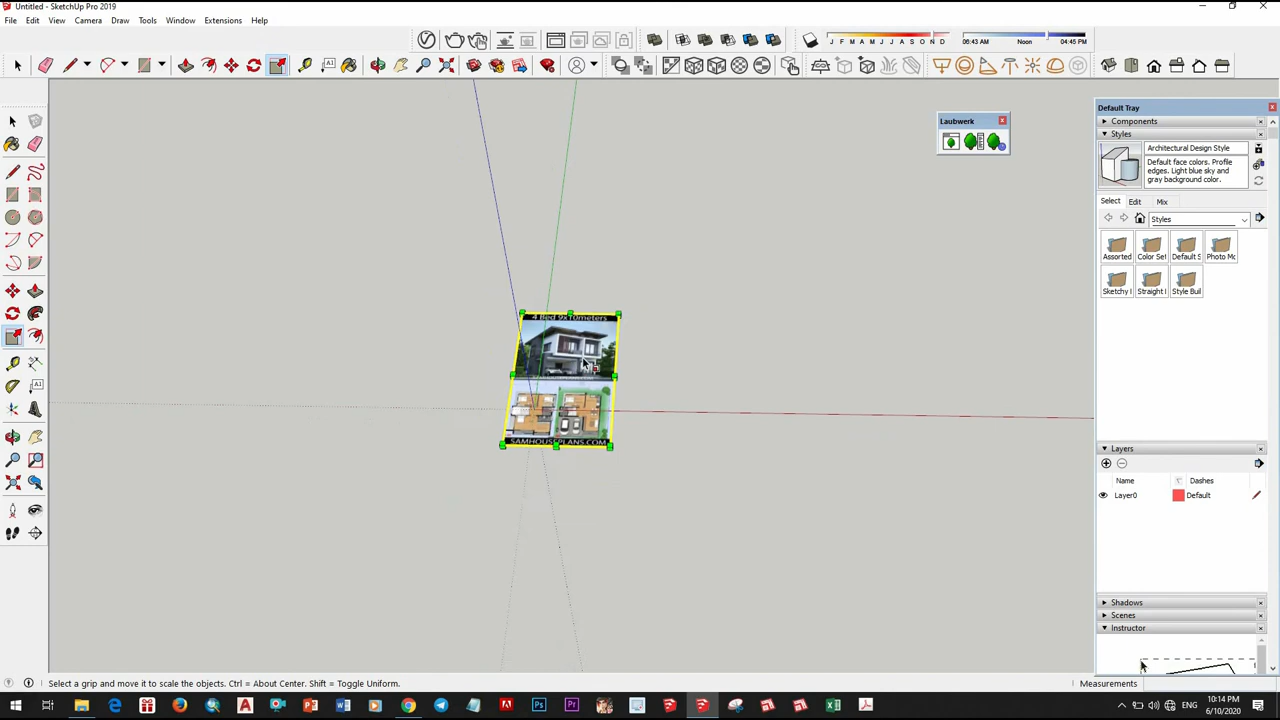 Untitled - SketchUp Pro 2019
File Edit View Camera Draw Tools Window Extensions Help
J F M A M J J A S O N D
06:43 AM Noon 04:45 PM
Laubwerk
Default Tray
Components
Styles
Architectural Design Style
Default face colors. Profile
edges. Light blue sky and
gray background color.
Select Edit Mix
Styles
Assorted Color Se Default S Photo Mo
Sketchy Straight Style Buil
4 Bed 9x10meters
SAMHOUSEPLANS.COM
Layers
Name Dashes
Layer0 Default
Shadows
Scenes
Instructor
Select a grip and move it to scale the objects. Ctrl = About Center. Shift = Toggle Uniform.
Measurements
10:14 PM
6/10/2020